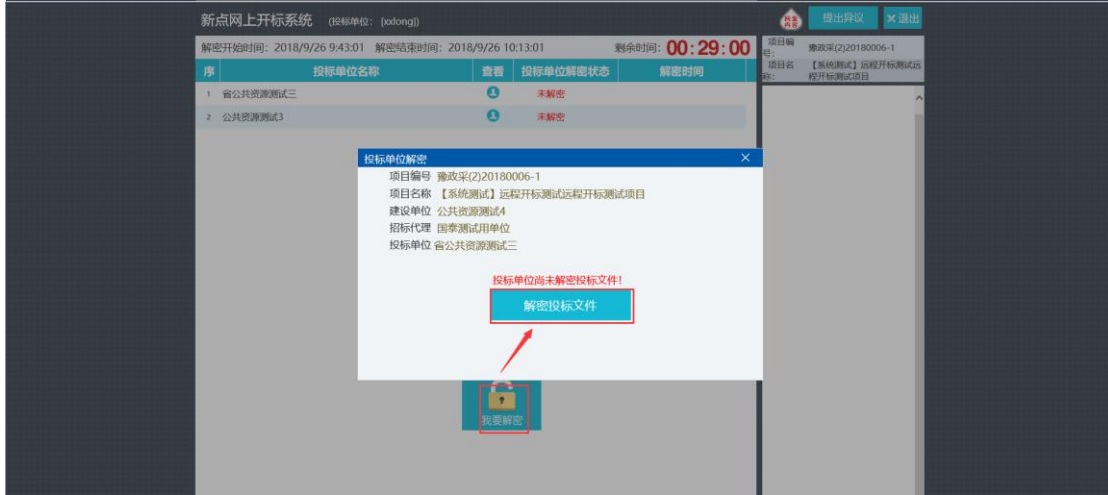 新点网上开标系统 (投标单位: [xxlong]) 提出异议 ✕退出
解密开始时间: 2018/9/26 9:43:01 解密结束时间: 2018/9/26 10:13:01 剩余时间: 00:29:00
项目编号: 豫政采(2)20180006-1
项目名称: 【系统测试】远程开标测试远程开标测试项目
序 投标单位名称 查看 投标单位解密状态 解密时间
1 省公共资源测试三 未解密
2 公共资源测试3 未解密
投标单位解密 ✕
项目编号 豫政采(2)20180006-1
项目名称 【系统测试】远程开标测试远程开标测试项目
建设单位 公共资源测试4
招标代理 国泰测试用单位
投标单位 省公共资源测试三
投标单位尚未解密投标文件!
解密投标文件
?
我要解密